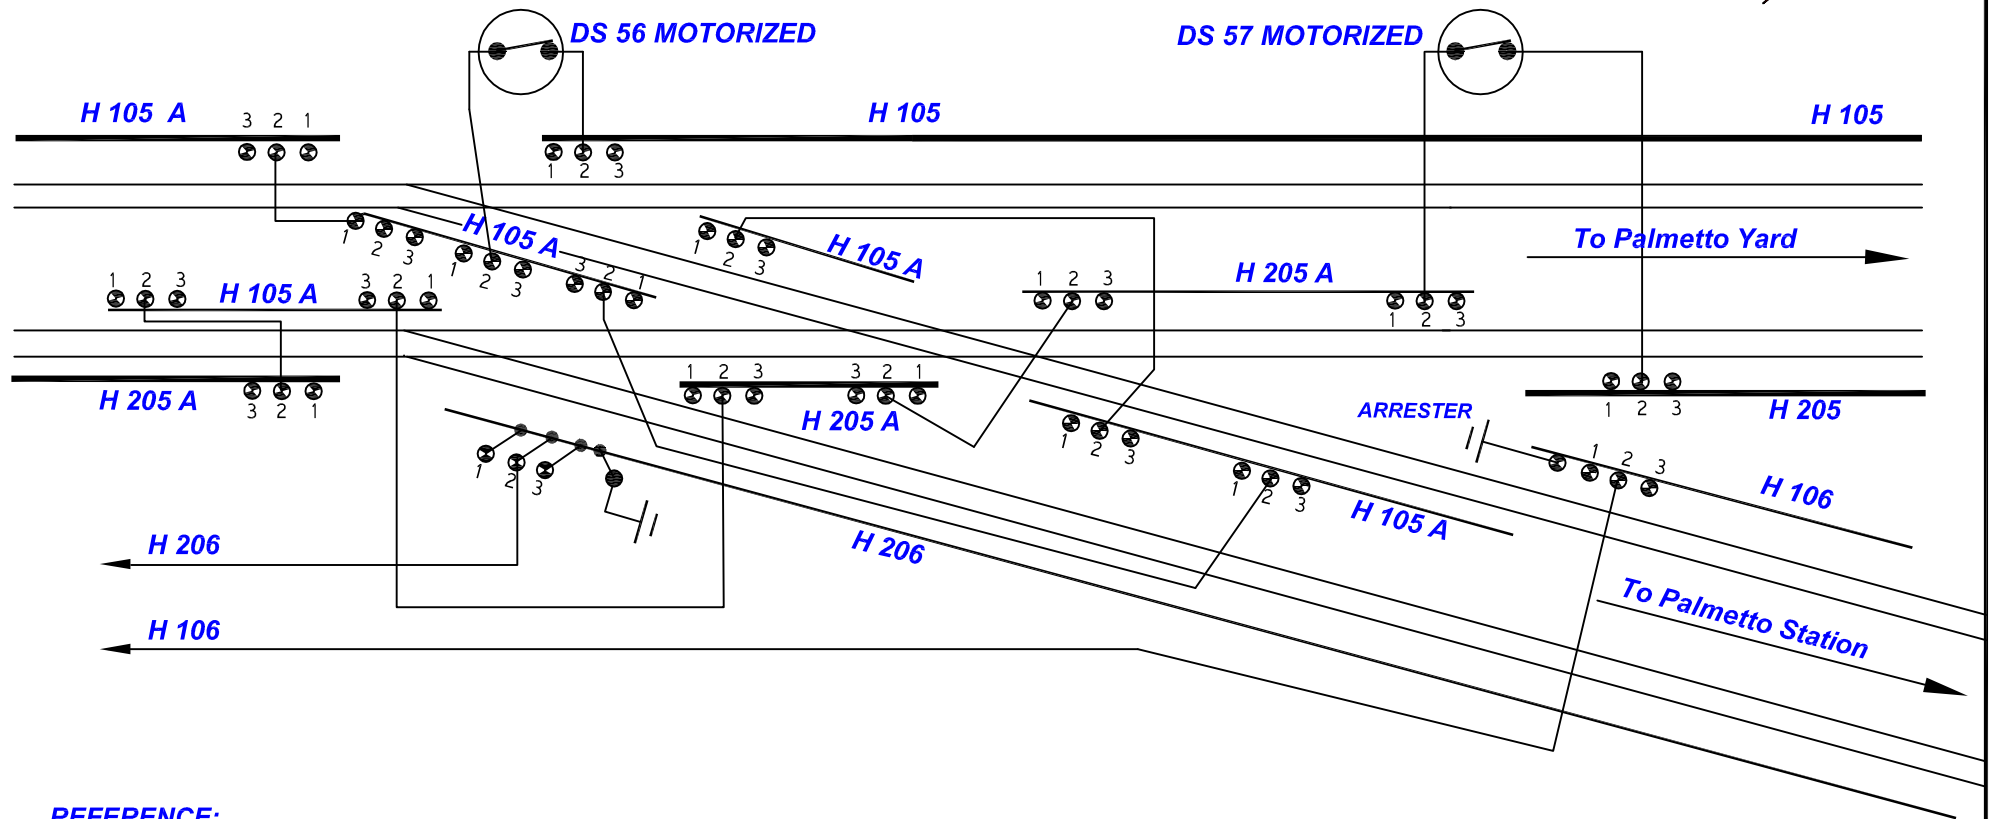 DS 56 MOTORIZED
DS 57 MOTORIZED
H 105 A
H 105
H 105
3 2 1
1 2 3
H 105 A
1 2 3
1 2 3
3 2 1
H 105 A
1 2 3
To Palmetto Yard
1 2 3
H 105 A
3 2 1
1 2 3
H 205 A
1 2 3
H 205 A
3 2 1
1 2 3
3 2 1
H 205 A
ARRESTER
1 2 3
H 205
1 2 3
1 2 3
H 105 A
1 2 3
1 2 3
H 106
H 206
H 206
H 106
To Palmetto Station
REFERENCE: